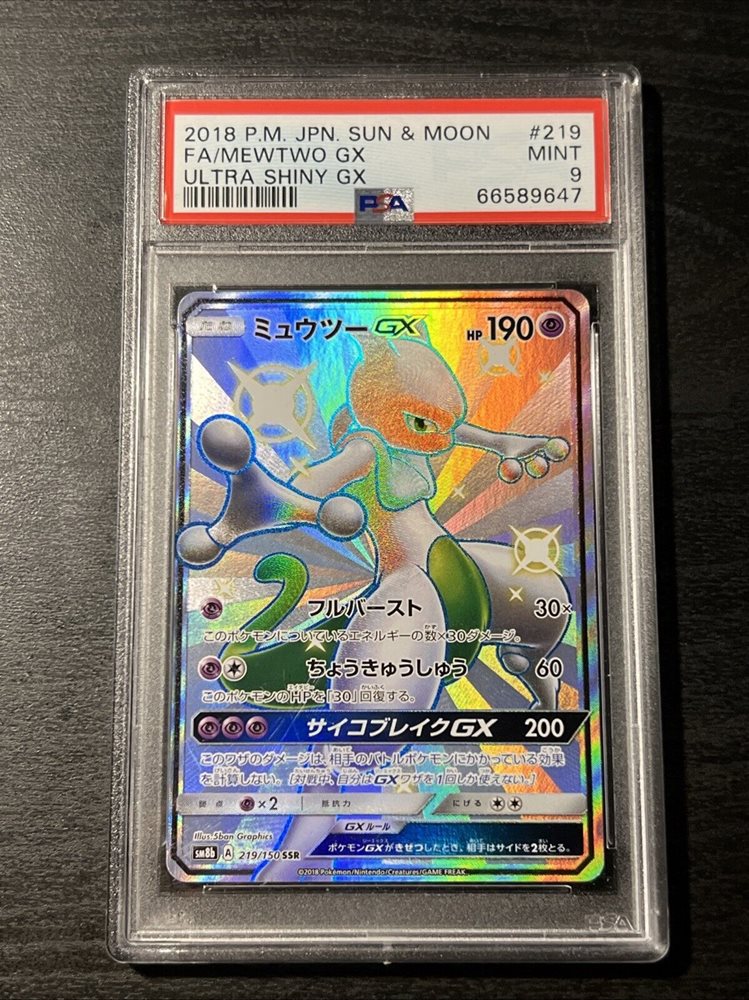 2018 P.M. JPN. SUN & MOON #219
FA/MEWTWO GX MINT
ULTRA SHINY GX 9
PSA 66589647
たね ミュウツーGX HP 190
フルバースト 30×
このポケモンについているエネルギーの数×30ダメージ。
ちょうきゅうしゅう 60
このポケモンのHPを「30」回復する。
サイコブレイクGX 200
このワザのダメージは、相手のバトルポケモンにかかっている効果
を計算しない。[対戦中、自分はGXワザを1回しか使えない。]
弱点 ×2 抵抗力 にげる
GXルール
ポケモンGXがきぜつしたとき、相手はサイドを2枚とる。
Illus. 5ban Graphics
SM8b A 219/150 SSR
©2018 Pokémon/Nintendo/Creatures/GAME FREAK.